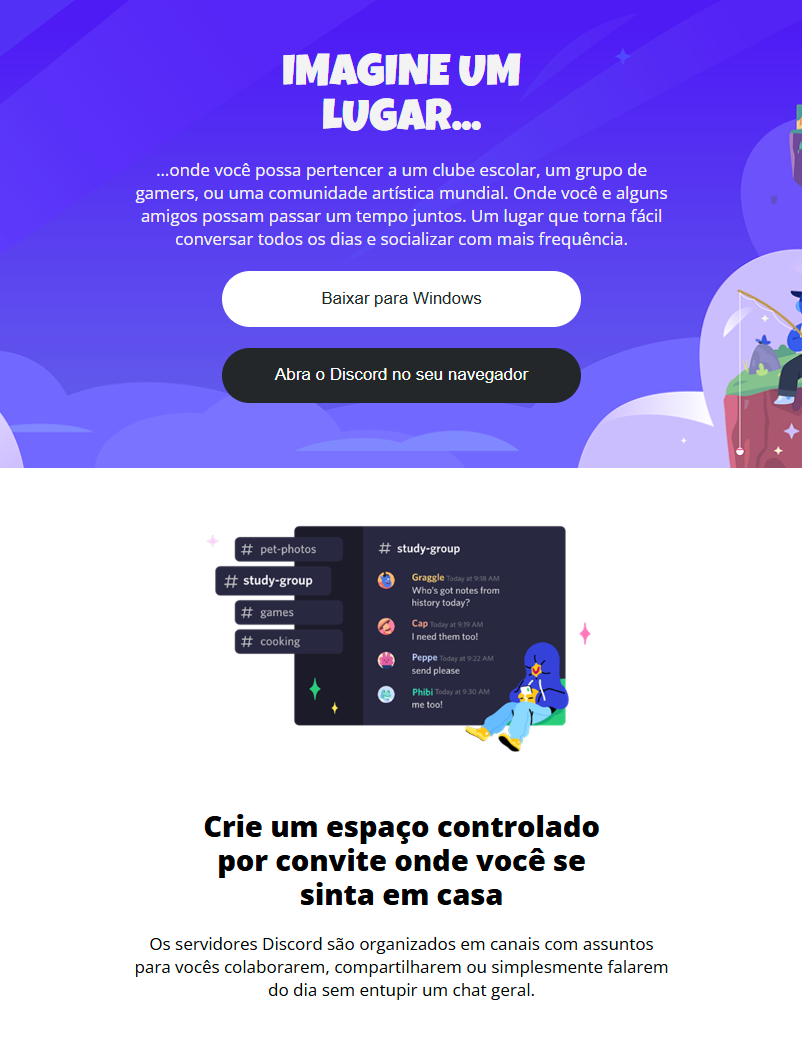 IMAGINE UM
LUGAR...
...onde você possa pertencer a um clube escolar, um grupo de
gamers, ou uma comunidade artística mundial. Onde você e alguns
amigos possam passar um tempo juntos. Um lugar que torna fácil
conversar todos os dias e socializar com mais frequência.
Baixar para Windows
Abra o Discord no seu navegador
# pet-photos
# study-group
# games
# cooking
# study-group
Graggle Today at 9:18 AM
Who's got notes from
history today?
Cap Today at 9:19 AM
I need them too!
Peppe Today at 9:22 AM
send please
Phibi Today at 9:30 AM
me too!
Crie um espaço controlado
por convite onde você se
sinta em casa
Os servidores Discord são organizados em canais com assuntos
para vocês colaborarem, compartilharem ou simplesmente falarem
do dia sem entupir um chat geral.